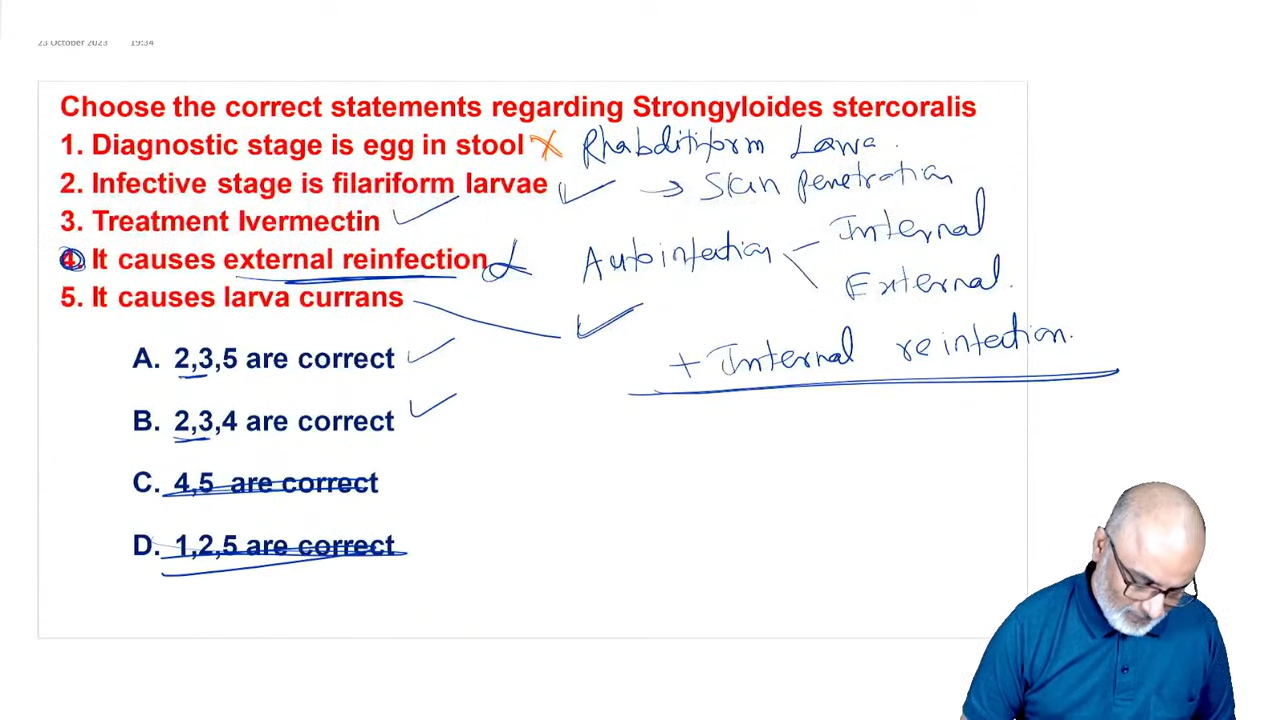 23 October 2023 19:34
Choose the correct statements regarding Strongyloides stercoralis
1. Diagnostic stage is egg in stool X Rhabditiform Larva.
2. Infective stage is filariform larvae ✓ → Skin penetration
3. Treatment Ivermectin ✓
4. It causes external reinfection Autoinfection Internal
External.
5. It causes larva currans ✓
+ Internal reinfection.
A. 2,3,5 are correct ✓
B. 2,3,4 are correct ✓
C. 4,5 are correct
D. 1,2,5 are correct